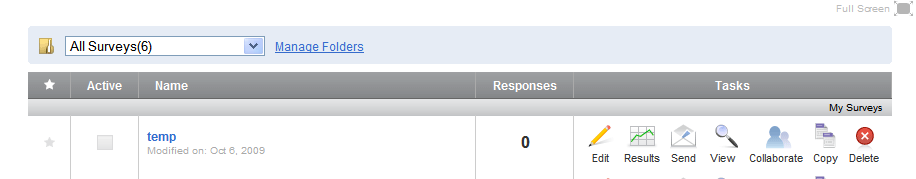 Full Screen
All Surveys(6) Manage Folders
Active Name Responses Tasks
My Surveys
temp 0
Modified on: Oct 6, 2009
Edit Results Send View Collaborate Copy Delete